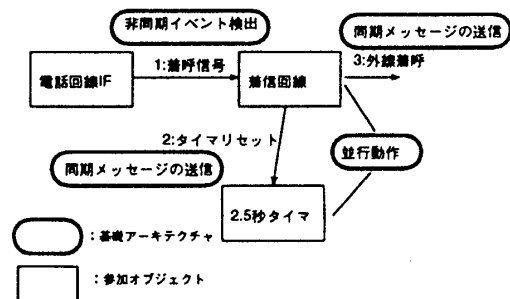 非同期イベント検出
同期メッセージの送信
電話回線IF
1:着呼信号
着信回線
3:外線着呼
2:タイマリセット
同期メッセージの送信
並行動作
2.5秒タイマ
:基礎アーキテクチャ
:参加オブジェクト